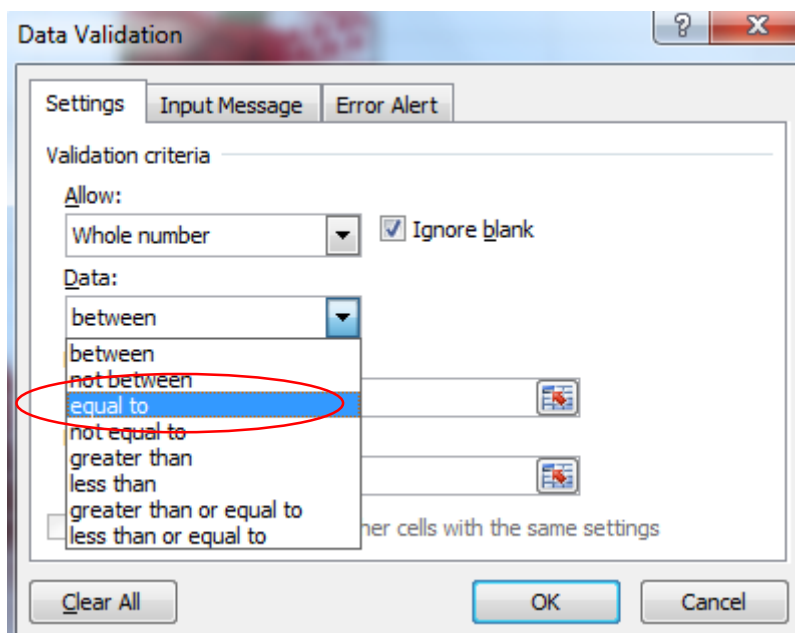 Data Validation
?
X
Settings Input Message Error Alert
Validation criteria
Allow:
Whole number Ignore blank
Data:
between
between
not between
equal to
not equal to
greater than
less than
greater than or equal to
less than or equal to her cells with the same settings
Clear All OK Cancel